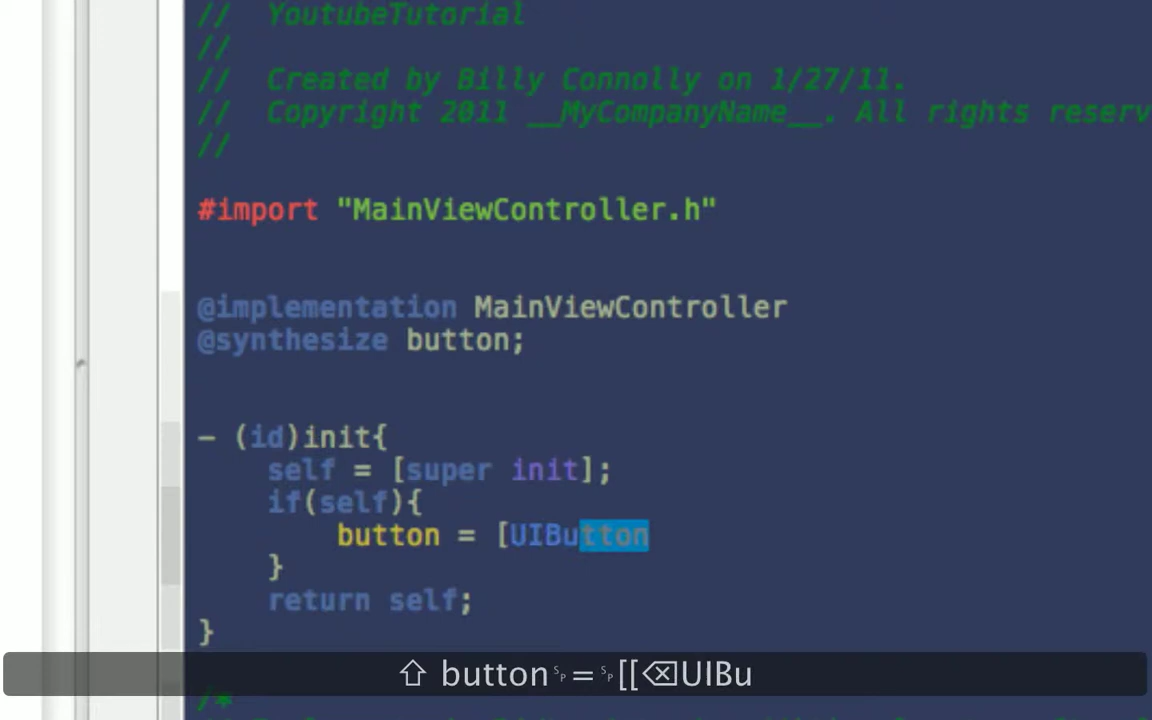 // YoutubeTutorial
//
// Created by Billy Connolly on 1/27/11.
// Copyright 2011 __MyCompanyName__. All rights reserv
//
#import "MainViewController.h"
@implementation MainViewController
@synthesize button;
- (id)init{
self = [super init];
if(self){
button = [UIButton
}
return self;
}
⇧ button␠=␠[[⌫UIBu
/*